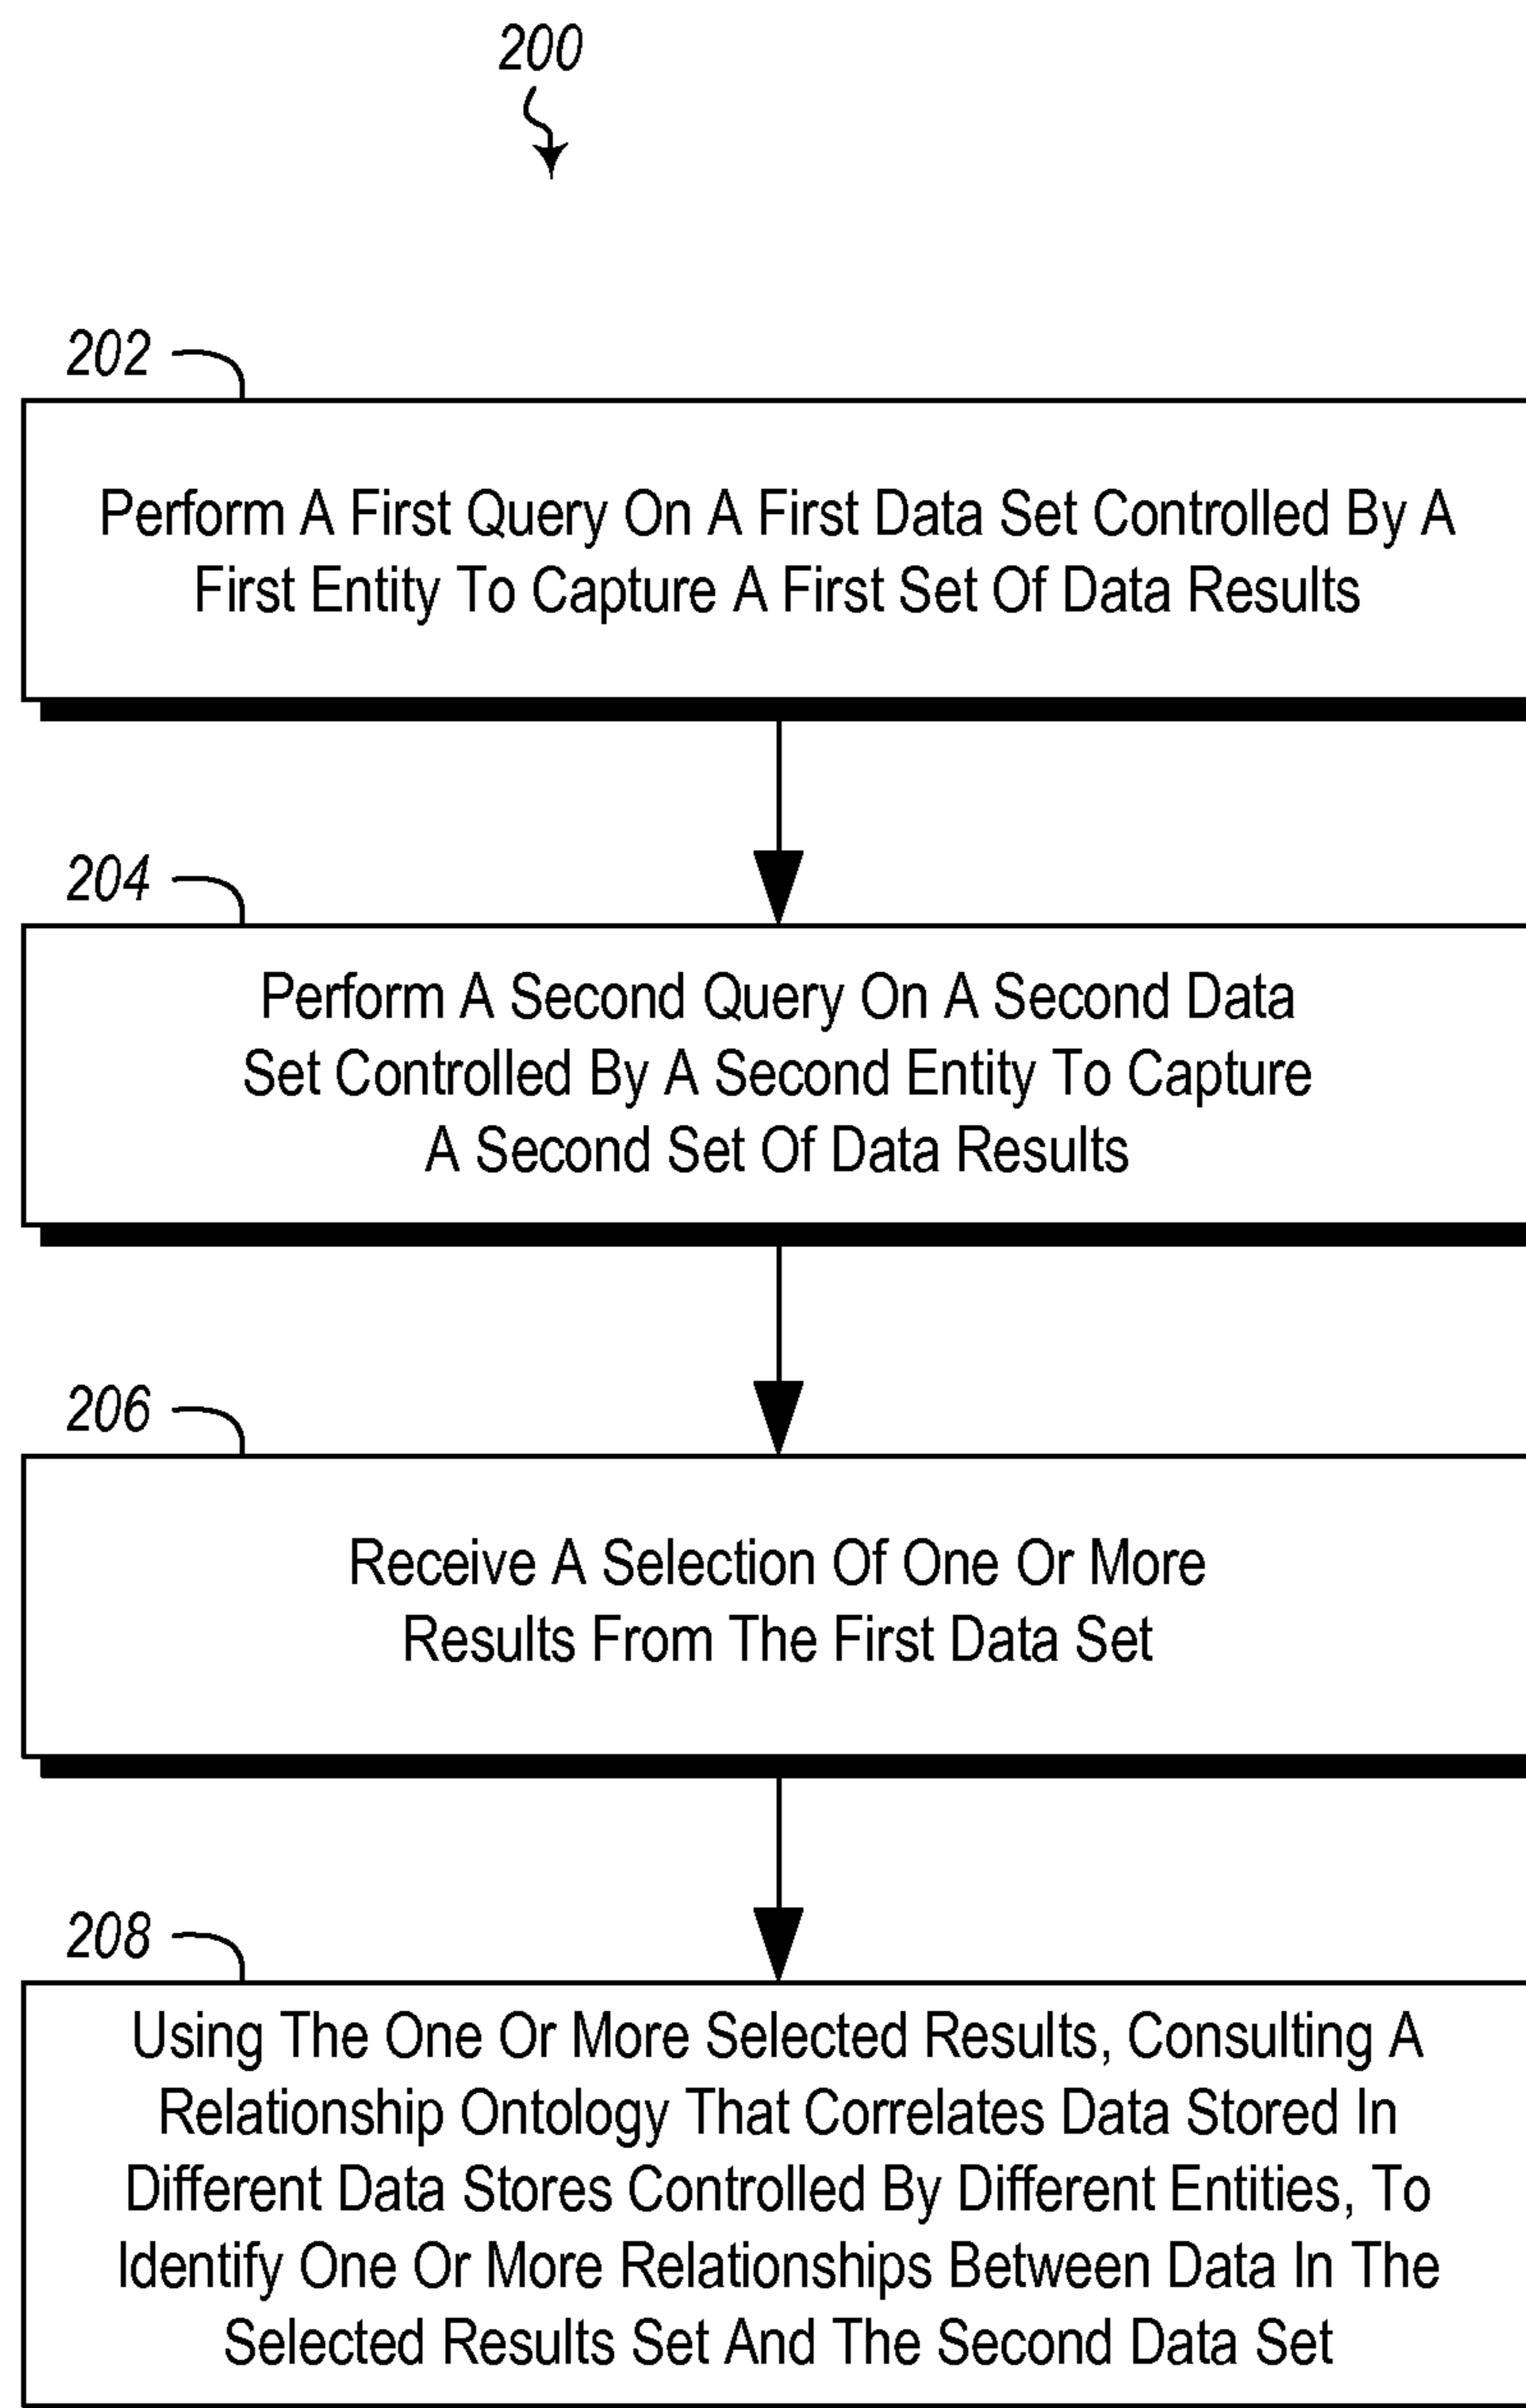 200
202
Perform A First Query On A First Data Set Controlled By A
First Entity To Capture A First Set Of Data Results
204
Perform A Second Query On A Second Data
Set Controlled By A Second Entity To Capture
A Second Set Of Data Results
206
Receive A Selection Of One Or More
Results From The First Data Set
208
Using The One Or More Selected Results, Consulting A
Relationship Ontology That Correlates Data Stored In
Different Data Stores Controlled By Different Entities, To
Identify One Or More Relationships Between Data In The
Selected Results Set And The Second Data Set